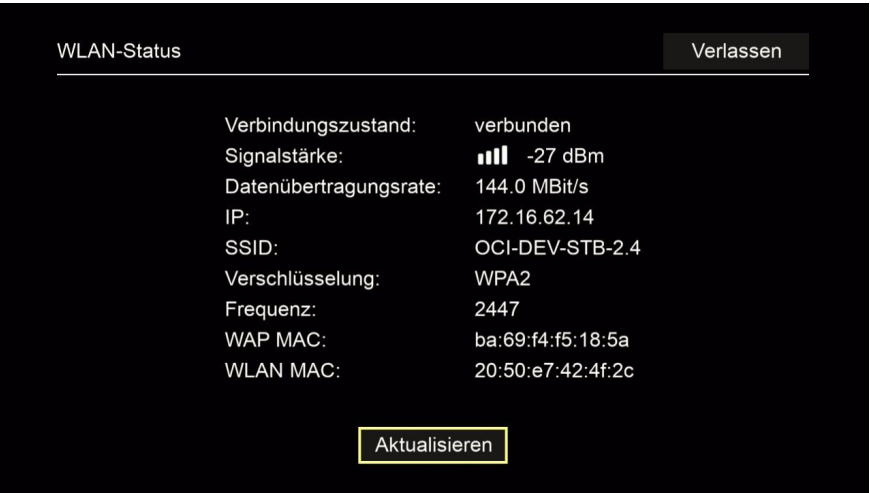 WLAN-Status
Verlassen
Verbindungszustand: verbunden
Signalstärke: -27 dBm
Datenübertragungsrate: 144.0 MBit/s
IP: 172.16.62.14
SSID: OCI-DEV-STB-2.4
Verschlüsselung: WPA2
Frequenz: 2447
WAP MAC: ba:69:f4:f5:18:5a
WLAN MAC: 20:50:e7:42:4f:2c
Aktualisieren